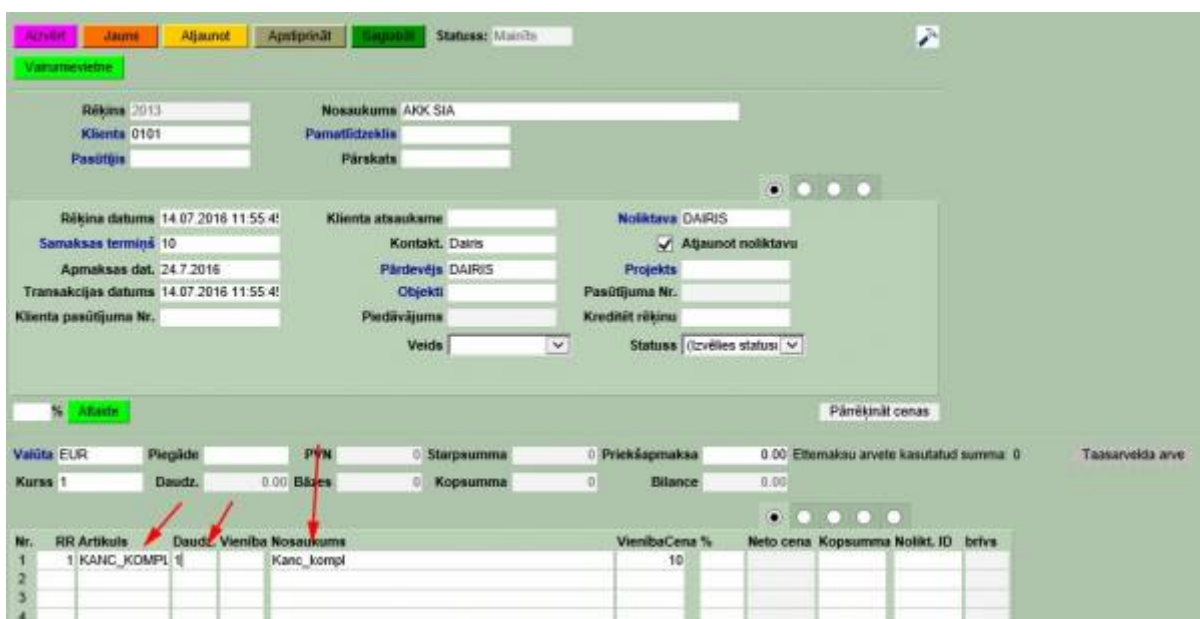 Aizvērt Jauns Atjaunot Apstiprināt Saglabāt Statuss: Mainīts
Vairumevietne
Rēķins 2013 Nosaukums AKK SIA
Klients 0101 Pamatlīdzeklis
Pasūtījis Pārskats
Rēķina datums 14.07.2016 11:55:45 Klienta atsauksme Noliktava DAIRIS
Samaksas termiņš 10 Kontakt. Dairis Atjaunot noliktavu
Apmaksas dat. 24.7.2016 Pārdevējs DAIRIS Projekts
Transakcijas datums 14.07.2016 11:55:45 Objekti Pasūtījuma Nr.
Klienta pasūtījuma Nr. Piedāvājums Kreditēt rēķinu
Veids Statuss (Izvēlies statusu
% Atlaide Pārrēķināt cenas
Valūta EUR Piegāde PVN 0 Starpsumma 0 Priekšapmaksa 0.00 Ettemaksu arvete kasutatud summa 0 Taasarvelda arve
Kurss 1 Daudz. 0.00 Bāzes 0 Kopsumma 0 Bilance 0.00
Nr. RR Artikuls Daudz. Vienība Nosaukums VienībaCena % Neto cena Kopsumma Nolikt. ID brīvs
1 1 KANC_KOMPL 1 Kanc_kompl 10
2
3
4